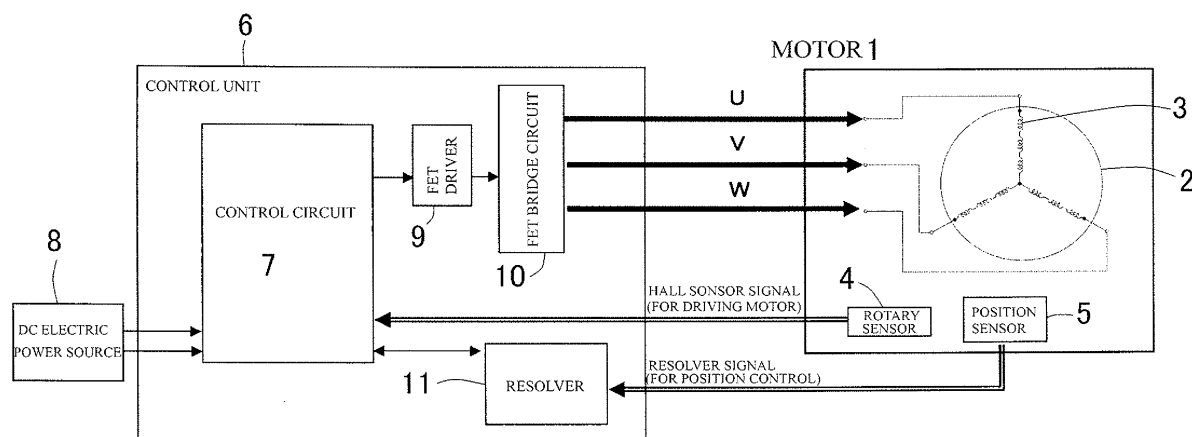 6
MOTOR 1
CONTROL UNIT
U
3
FET BRIDGE CIRCUIT
FET
DRIVER
V
2
CONTROL CIRCUIT
W
9
7
10
8
HALL SONSOR SIGNAL
(FOR DRIVING MOTOR)
4
ROTARY
SENSOR
POSITION
SENSOR
5
DC ELECTRIC
POWER SOURCE
RESOLVER SIGNAL
(FOR POSITION CONTROL)
11
RESOLVER